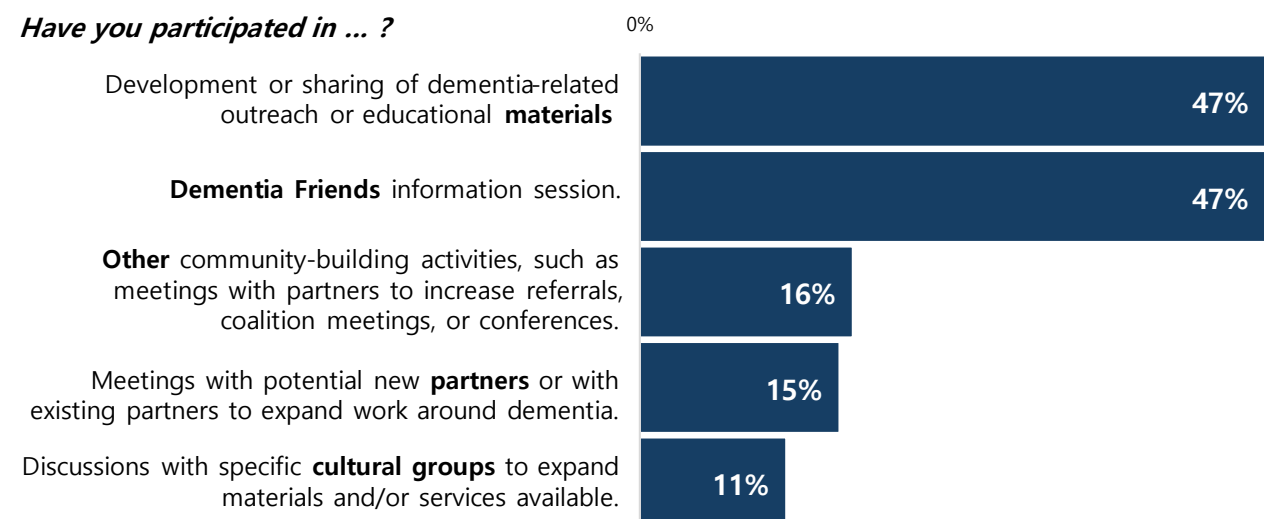 Have you participated in ... ?
0%
Development or sharing of dementia-related
outreach or educational materials
47%
Dementia Friends information session.
47%
Other community-building activities, such as
meetings with partners to increase referrals,
coalition meetings, or conferences.
16%
Meetings with potential new partners or with
existing partners to expand work around dementia.
15%
Discussions with specific cultural groups to expand
materials and/or services available.
11%